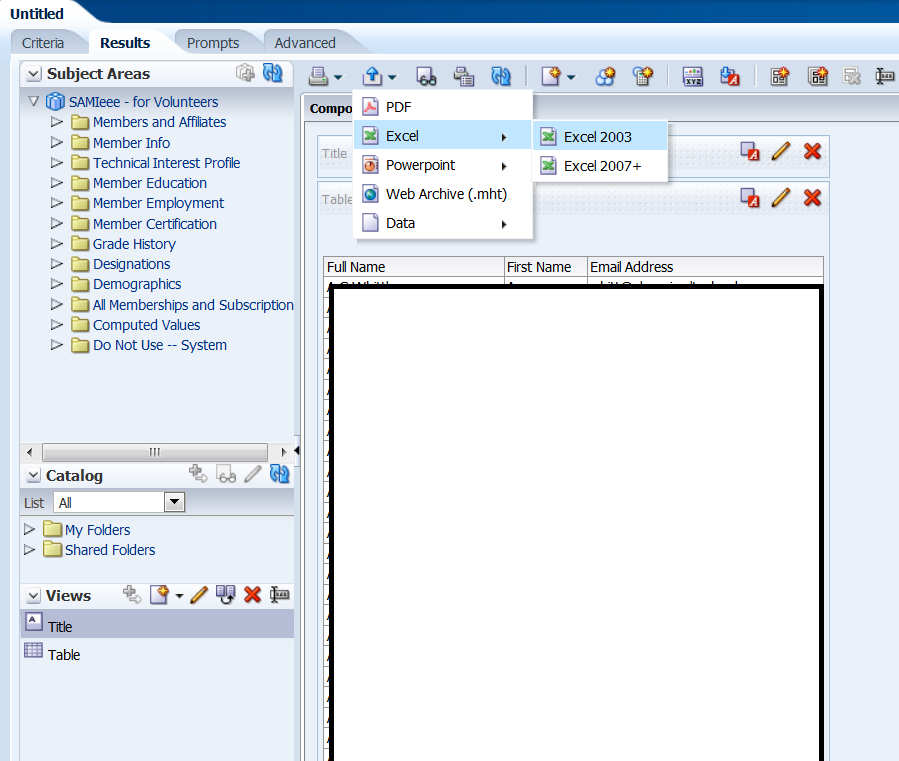 Untitled
Criteria
Results
Prompts
Advanced
Subject Areas
SAMIeee - for Volunteers
Members and Affiliates
Member Info
Technical Interest Profile
Member Education
Member Employment
Member Certification
Grade History
Designations
Demographics
All Memberships and Subscription
Computed Values
Do Not Use -- System
Catalog
List All
My Folders
Shared Folders
Views
Title
Table
XYZ
Compo
PDF
Excel
Powerpoint
Web Archive (.mht)
Data
Excel 2003
Excel 2007+
Title
Table
Full Name First Name Email Address